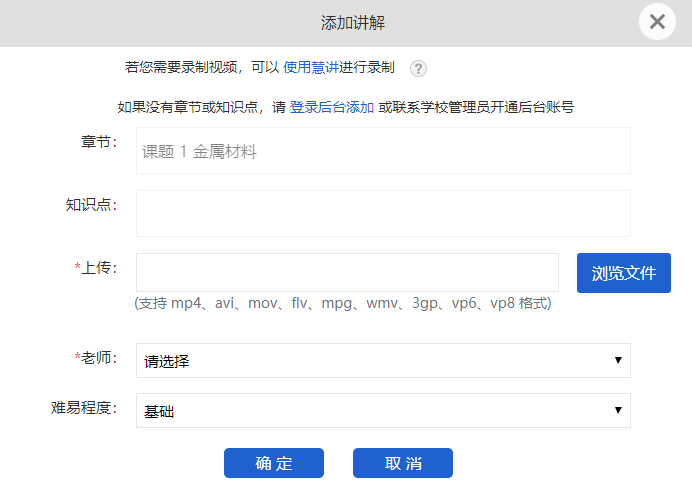 添加讲解
若您需要录制视频，可以 使用慧讲进行录制 ?
如果没有章节或知识点，请 登录后台添加 或联系学校管理员开通后台账号
章节： 课题 1 金属材料
知识点：
*上传： 浏览文件
(支持 mp4、avi、mov、flv、mpg、wmv、3gp、vp6、vp8 格式)
*老师： 请选择
难易程度： 基础
确 定 取 消